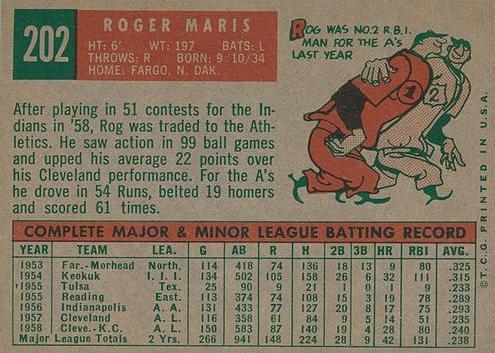 202
ROGER MARIS
HT: 6' WT: 197 BATS: L
THROWS: R BORN: 9/10/34
HOME: FARGO, N. DAK.
ROG WAS NO.2 R.B.I.
MAN FOR THE A's
LAST YEAR
1
2
After playing in 51 contests for the In-
dians in '58, Rog was traded to the Ath-
letics. He saw action in 99 ball games
and upped his average 22 points over
his Cleveland performance. For the A's
he drove in 54 Runs, belted 19 homers
and scored 61 times.
COMPLETE MAJOR & MINOR LEAGUE BATTING RECORD
YEAR TEAM LEA. G AB R H 2B 3B HR RBI AVG.
1953 Far.-Morhead North. 114 418 74 136 18 13 9 80 .325
1954 Keokuk I. I. I. 134 502 105 158 26 6 32 111 .315
1955 Tulsa Tex. 25 90 9 21 1 0 1 9 .233
1955 Reading East. 113 374 74 108 15 3 19 78 .289
1956 Indianapolis A. A. 131 433 77 127 20 8 17 75 .293
1957 Cleveland A. L. 116 358 61 84 9 5 14 51 .235
1958 Cleve.-K.C. A. L. 150 583 87 140 19 4 28 80 .240
Major League Totals 2 Yrs. 266 941 148 224 28 9 42 131 .238
© T.C.G. PRINTED IN U.S.A.